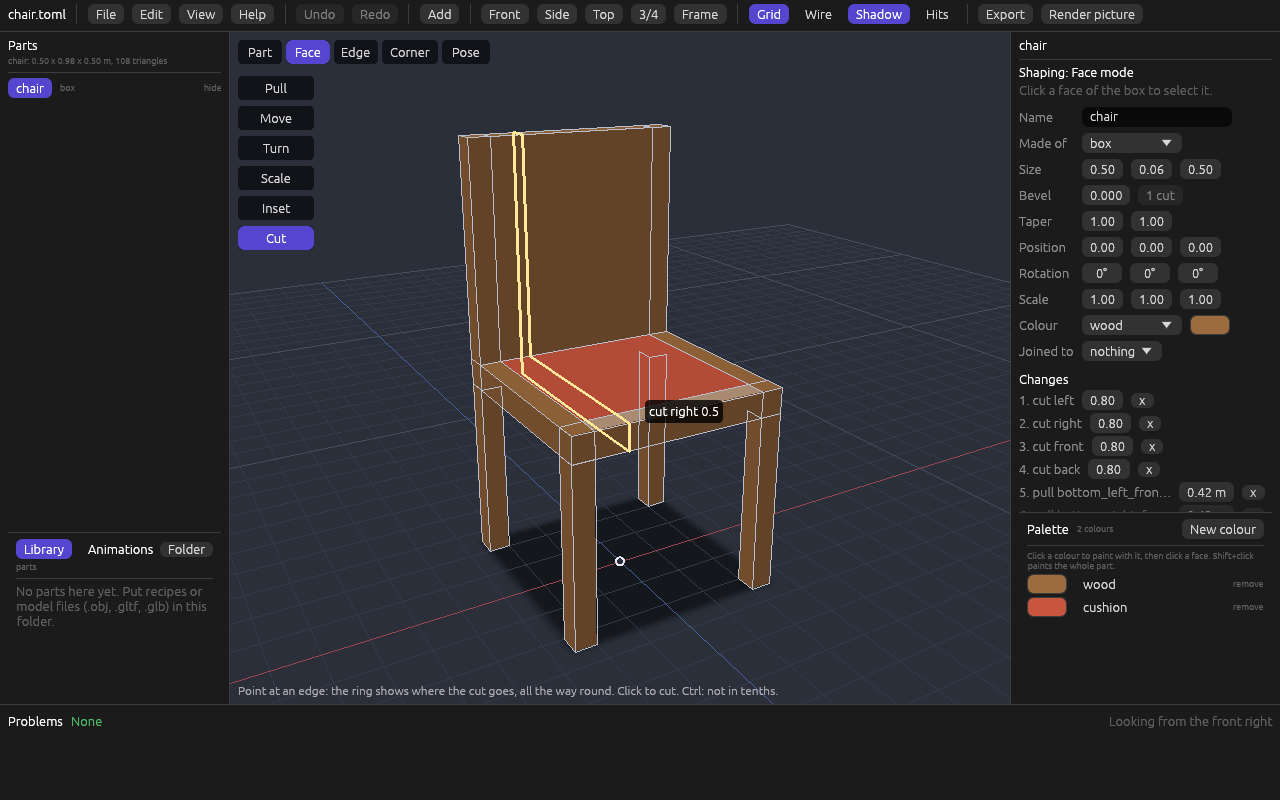 chair.toml File Edit View Help Undo Redo Add Front Side Top 3/4 Frame Grid Wire Shadow Hits Export Render picture
Parts
chair: 0.50 x 0.98 x 0.50 m, 108 triangles
chair box hide
Library Animations Folder
parts
No parts here yet. Put recipes or
model files (.obj, .gltf, .glb) in this
folder.
Part Face Edge Corner Pose
Pull
Move
Turn
Scale
Inset
Cut
cut right 0.5
Point at an edge: the ring shows where the cut goes, all the way round. Click to cut. Ctrl: not in tenths.
chair
Shaping: Face mode
Click a face of the box to select it.
Name chair
Made of box
Size 0.50 0.06 0.50
Bevel 0.000 1 cut
Taper 1.00 1.00
Position 0.00 0.00 0.00
Rotation 0° 0° 0°
Scale 1.00 1.00 1.00
Colour wood
Joined to nothing
Changes
1. cut left 0.80 x
2. cut right 0.80 x
3. cut front 0.80 x
4. cut back 0.80 x
5. pull bottom_left_fron... 0.42 m x
Palette 2 colours New colour
Click a colour to paint with it, then click a face. Shift+click
paints the whole part.
wood remove
cushion remove
Problems None
Looking from the front right